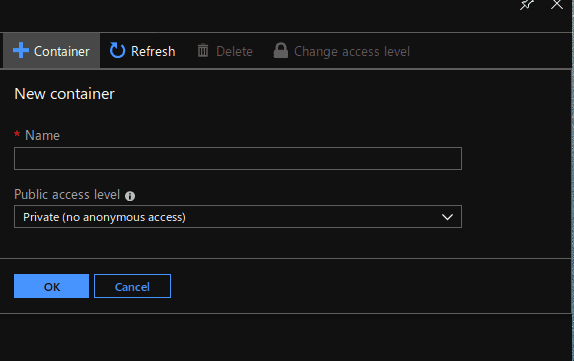 Container Refresh Delete Change access level
New container
* Name
Public access level
Private (no anonymous access)
OK Cancel